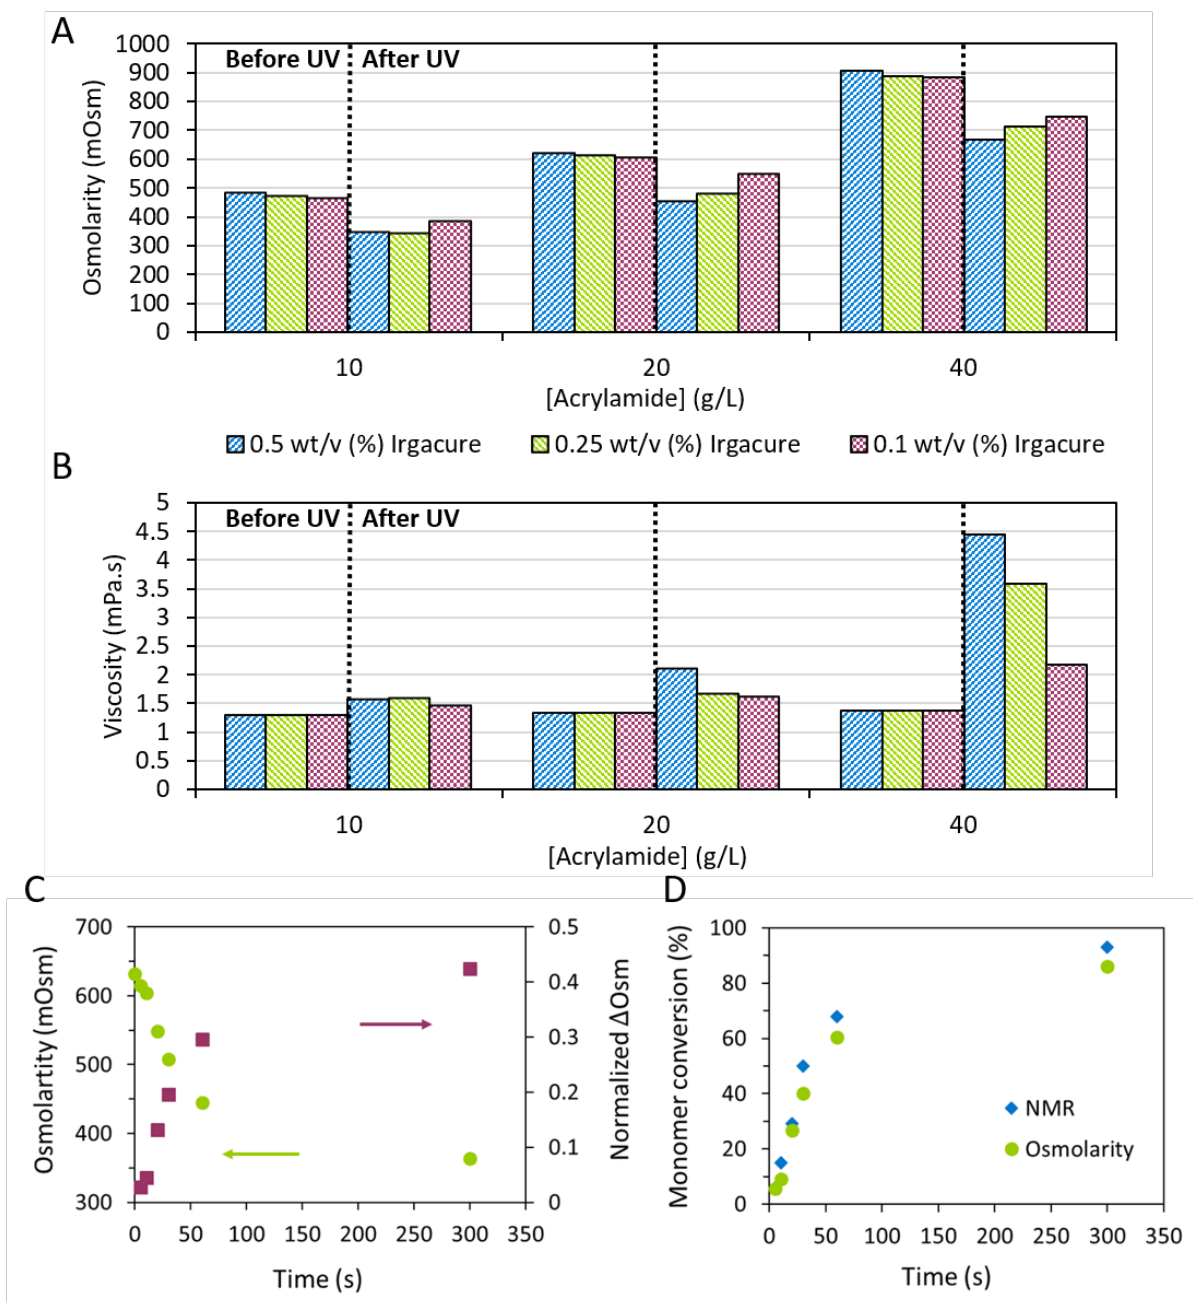 A
Osmolarity (mOsm)
1000
900
800
700
600
500
400
300
200
100
0
Before UV
After UV
10
20
40
[Acrylamide] (g/L)
0.5 wt/v (%) Irgacure
0.25 wt/v (%) Irgacure
0.1 wt/v (%) Irgacure
B
Viscosity (mPa.s)
5
4.5
4
3.5
3
2.5
2
1.5
1
0.5
0
Before UV
After UV
10
20
40
[Acrylamide] (g/L)
C
Osmolartity (mOsm)
700
600
500
400
300
0.5
0.4
0.3
0.2
0.1
0
Normalized ΔOsm
0 50 100 150 200 250 300 350
Time (s)
D
Monomer conversion (%)
100
80
60
40
20
0
NMR
Osmolarity
0 50 100 150 200 250 300 350
Time (s)